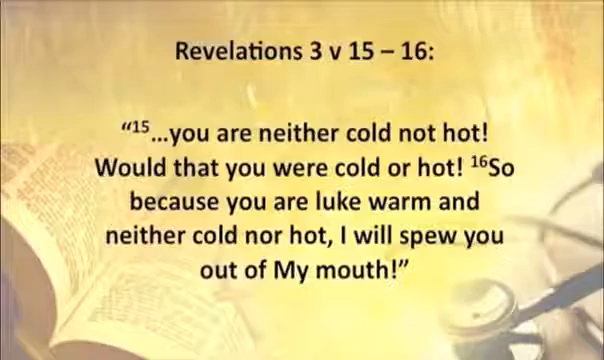 Revelations 3 v 15 – 16:
“¹⁵...you are neither cold not hot!
Would that you were cold or hot! ¹⁶So
because you are luke warm and
neither cold nor hot, I will spew you
out of My mouth!”